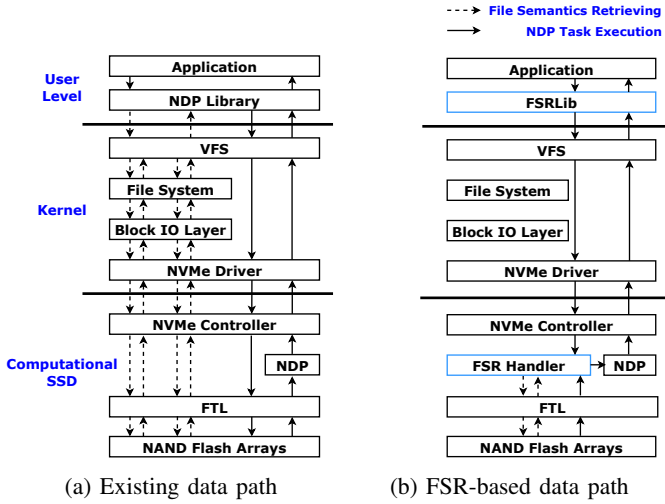 File Semantics Retrieving
NDP Task Execution
User
Level
Kernel
Computational
SSD
Application
NDP Library
VFS
File System
Block IO Layer
NVMe Driver
NVMe Controller
NDP
FTL
NAND Flash Arrays
(a) Existing data path
Application
FSRLib
VFS
File System
Block IO Layer
NVMe Driver
NVMe Controller
FSR Handler
NDP
FTL
NAND Flash Arrays
(b) FSR-based data path